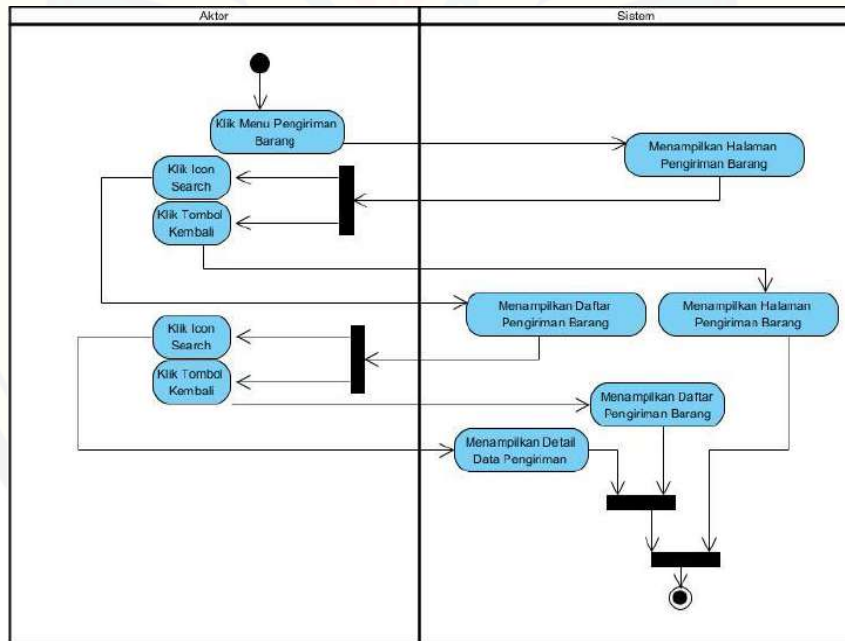 Aktor
Sistem
Klik Menu Pengiriman
Barang
Menampilkan Halaman
Pengiriman Barang
Klik Icon
Search
Klik Tombol
Kembali
Menampilkan Daftar
Pengiriman Barang
Menampilkan Halaman
Pengiriman Barang
Klik Icon
Search
Klik Tombol
Kembali
Menampilkan Daftar
Pengiriman Barang
Menampilkan Detail
Data Pengiriman